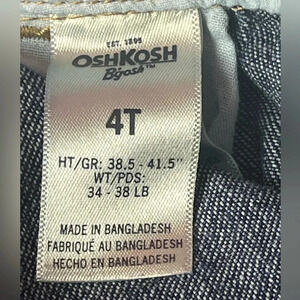 EST. 1895
OSHKOSH
B'gosh™
4T
HT/GR: 38.5 - 41.5"
WT/PDS:
34 - 38 LB
MADE IN BANGLADESH
FABRIQUÉ AU BANGLADESH
HECHO EN BANGLADESH